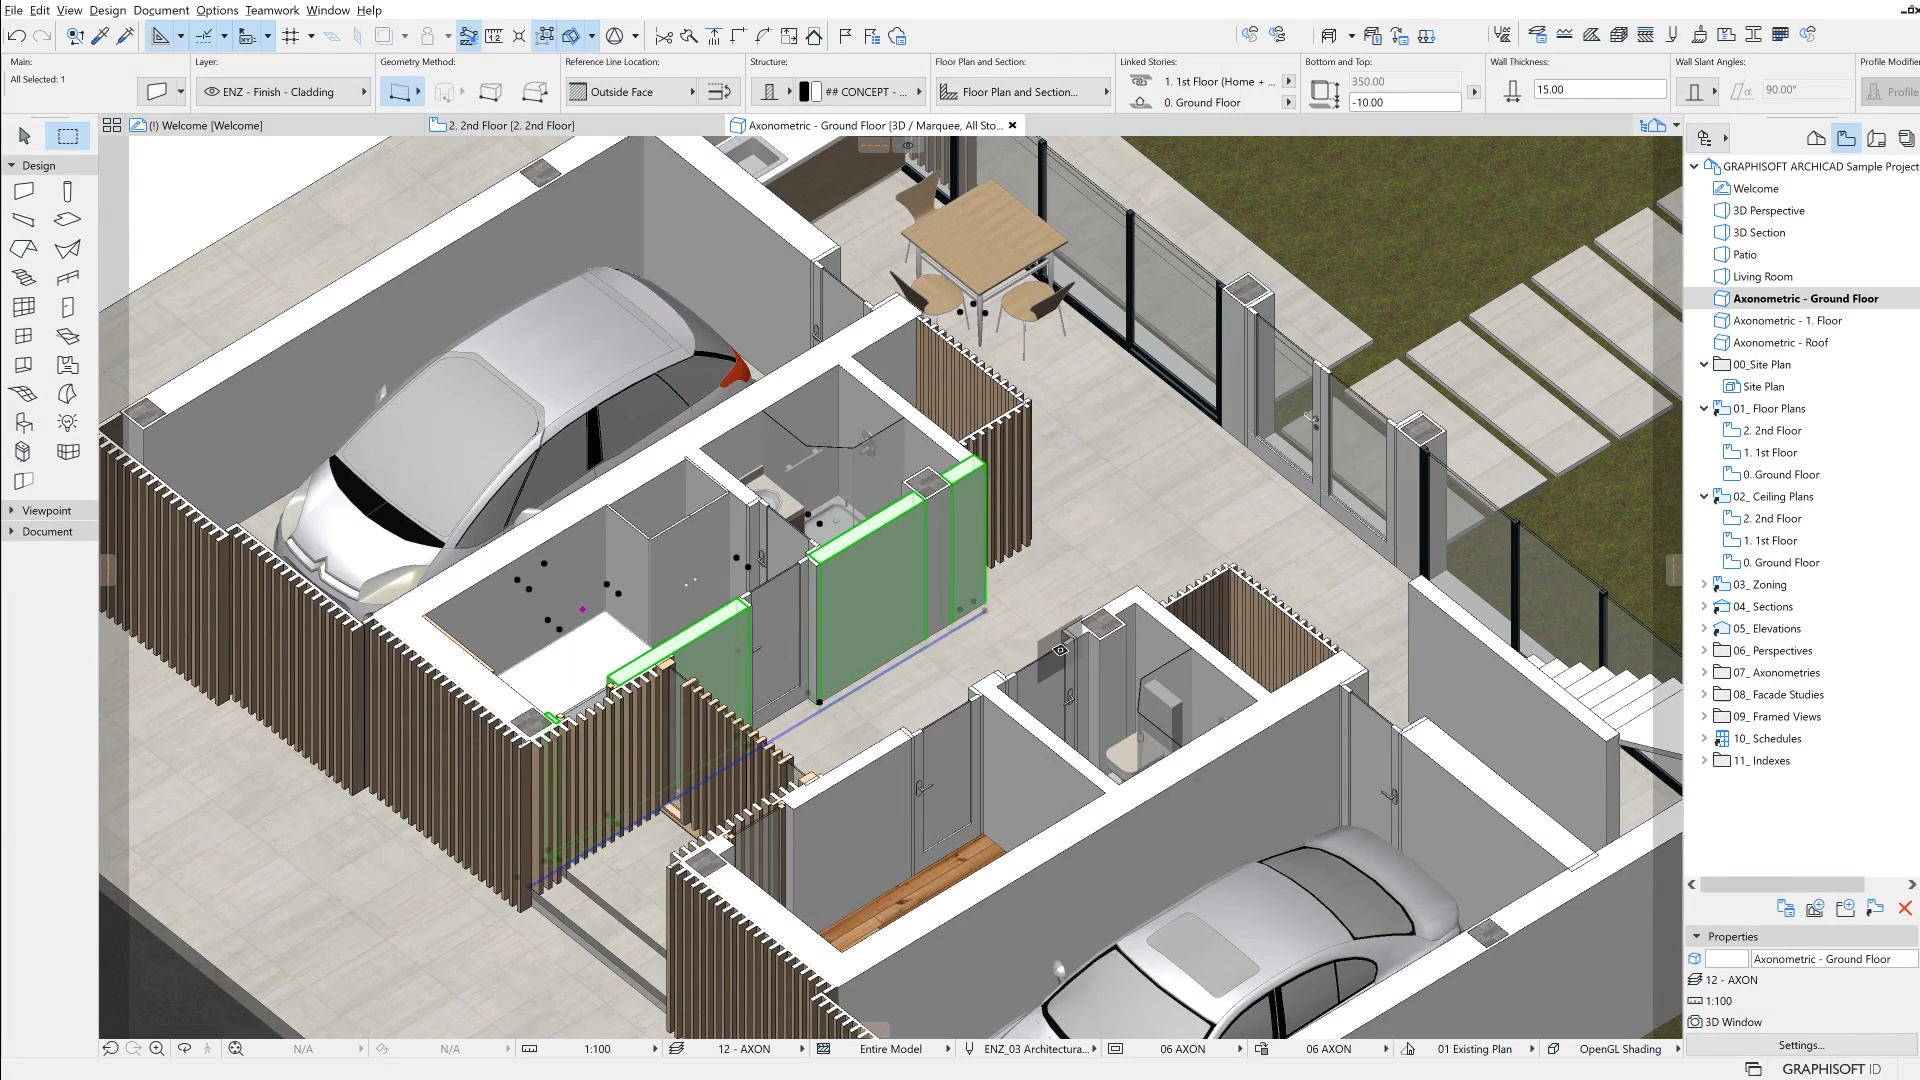 File Edit View Design Document Options Teamwork Window Help
Main:
All Selected: 1
Layer:
ENZ - Finish - Cladding
Geometry Method:
Reference Line Location:
Outside Face
Structure:
## CONCEPT - ...
Floor Plan and Section:
Floor Plan and Section...
Linked Stories:
1. 1st Floor (Home + ...
0. Ground Floor
Bottom and Top:
350.00
-10.00
Wall Thickness:
15.00
Wall Slant Angles:
90.00°
Profile Modifier
Profile
(!) Welcome [Welcome]
2. 2nd Floor [2. 2nd Floor]
Axonometric - Ground Floor [3D / Marquee, All Sto...
Design
Viewpoint
Document
GRAPHISOFT ARCHICAD Sample Project
Welcome
3D Perspective
3D Section
Patio
Living Room
Axonometric - Ground Floor
Axonometric - 1. Floor
Axonometric - Roof
00_Site Plan
Site Plan
01_ Floor Plans
2. 2nd Floor
1. 1st Floor
0. Ground Floor
02_ Ceiling Plans
2. 2nd Floor
1. 1st Floor
0. Ground Floor
03_ Zoning
04_ Sections
05_ Elevations
06_ Perspectives
07_ Axonometries
08_ Facade Studies
09_ Framed Views
10_ Schedules
11_ Indexes
Properties
Axonometric - Ground Floor
12 - AXON
1:100
3D Window
Settings...
N/A
N/A
1:100
12 - AXON
Entire Model
ENZ_03 Architectura...
06 AXON
06 AXON
01 Existing Plan
OpenGL Shading
GRAPHISOFT ID